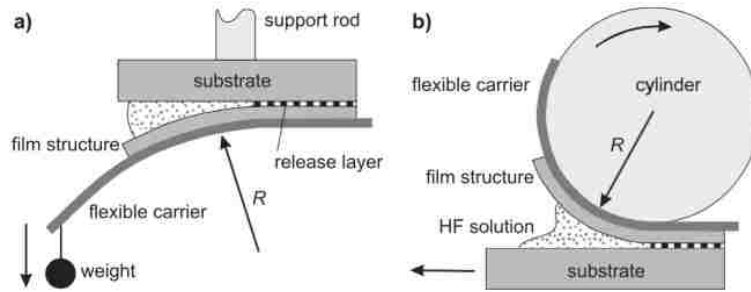 a)
support rod
substrate
film structure
release layer
R
flexible carrier
weight
b)
flexible carrier
cylinder
R
film structure
HF solution
substrate